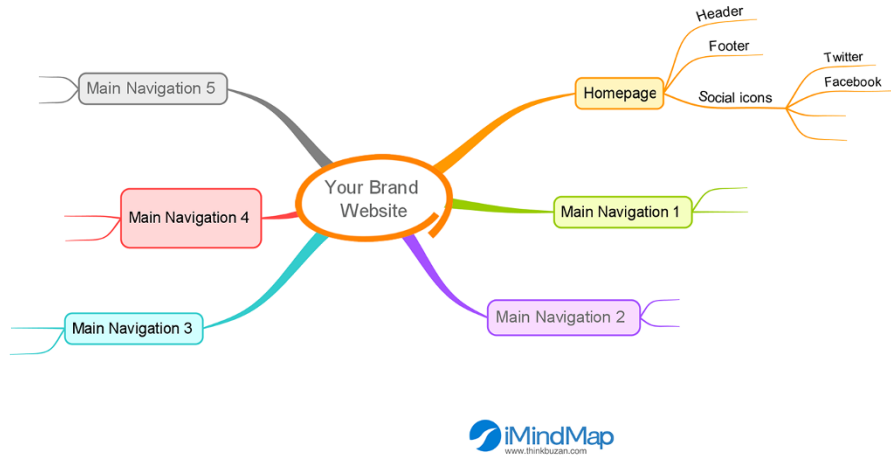 Your Brand
Website
Homepage
Header
Footer
Social icons
Twitter
Facebook
Main Navigation 1
Main Navigation 2
Main Navigation 3
Main Navigation 4
Main Navigation 5
iMindMap
www.thinkbuzan.com